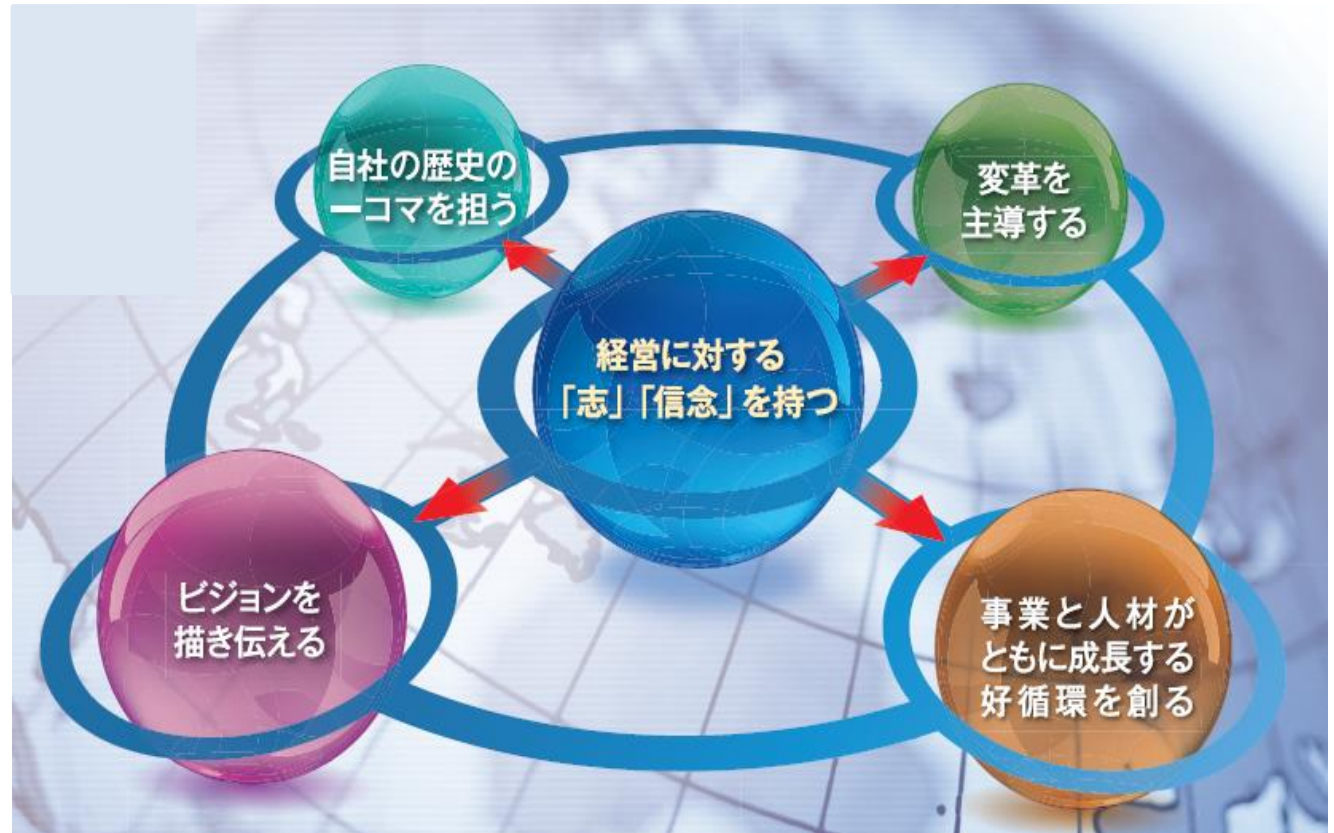 自社の歴史の
一コマを担う
変革を
主導する
経営に対する
「志」「信念」を持つ
ビジョンを
描き伝える
事業と人材が
ともに成長する
好循環を創る